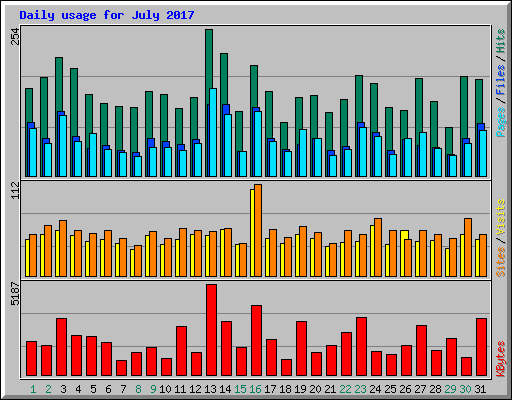 Daily usage for July 2017
254
Pages / Files / Hits
112
Sites / Visits
5187
KBytes
1 2 3 4 5 6 7 8 9 10 11 12 13 14 15 16 17 18 19 20 21 22 23 24 25 26 27 28 29 30 31